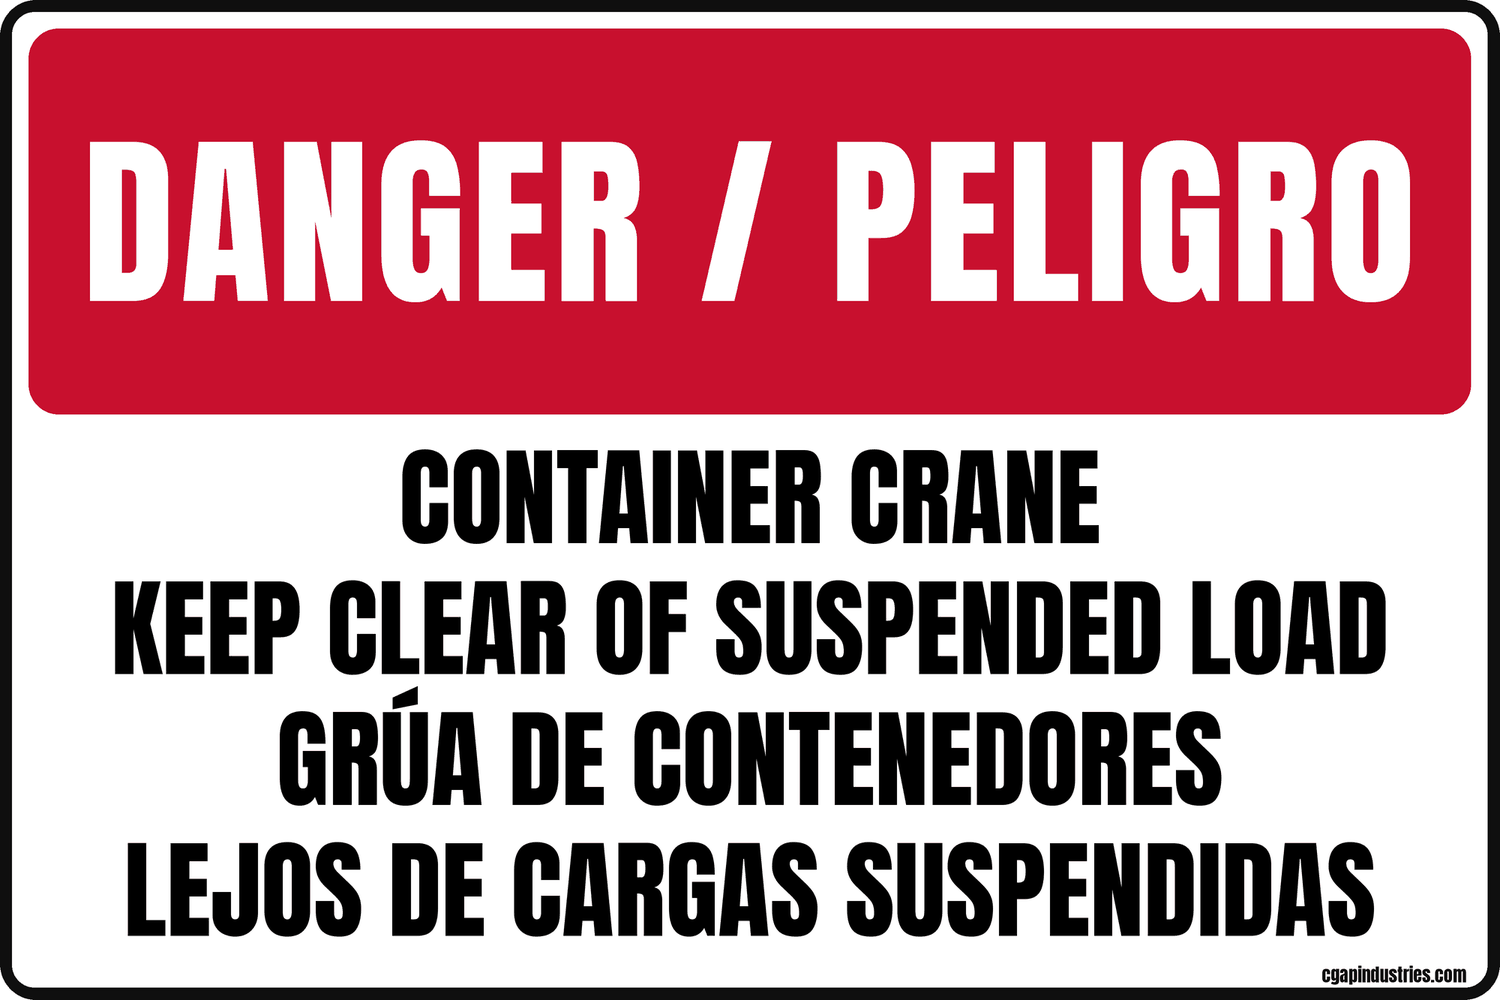 DANGER / PELIGRO
CONTAINER CRANE
KEEP CLEAR OF SUSPENDED LOAD
GRÚA DE CONTENEDORES
LEJOS DE CARGAS SUSPENDIDAS
cgapindustries.com